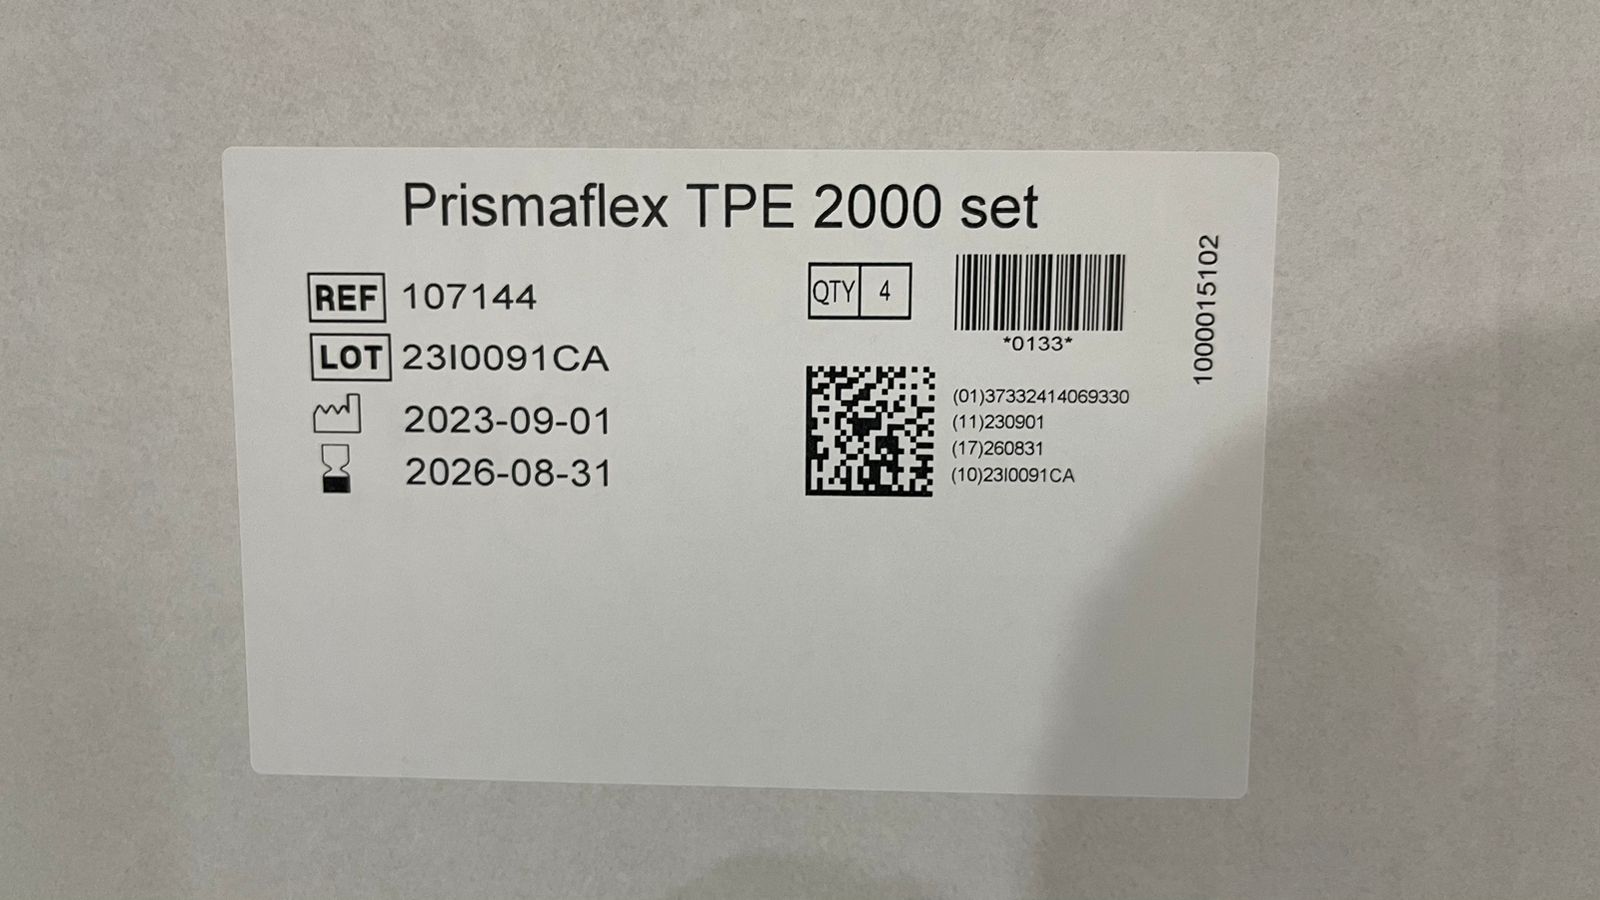 Prismaflex TPE 2000 set
REF 107144
QTY 4
*0133*
LOT 23I0091CA
2023-09-01
2026-08-31
(01)37332414069330
(11)230901
(17)260831
(10)23I0091CA
1000015102